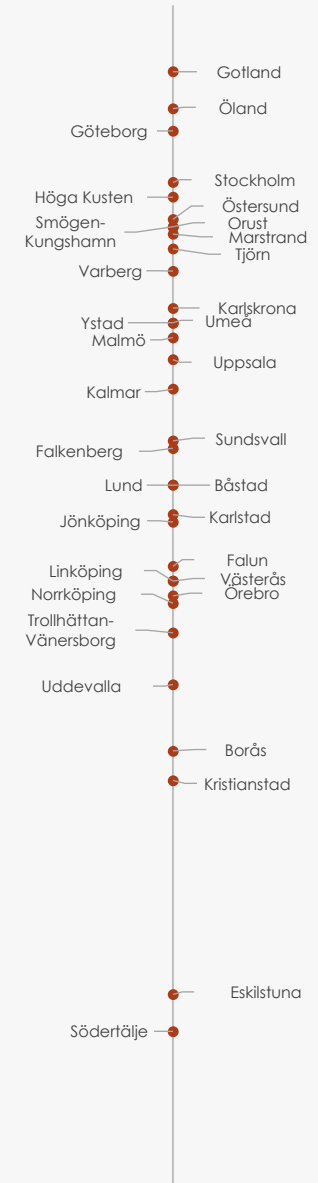 Gotland
Öland
Göteborg
Stockholm
Höga Kusten
Östersund
Smögen-
Kungshamn
Orust
Marstrand
Tjörn
Varberg
Karlskrona
Ystad
Umeå
Malmö
Uppsala
Kalmar
Sundsvall
Falkenberg
Lund
Båstad
Karlstad
Jönköping
Falun
Linköping
Västerås
Örebro
Norrköping
Trollhättan-
Vänersborg
Uddevalla
Borås
Kristianstad
Eskilstuna
Södertälje